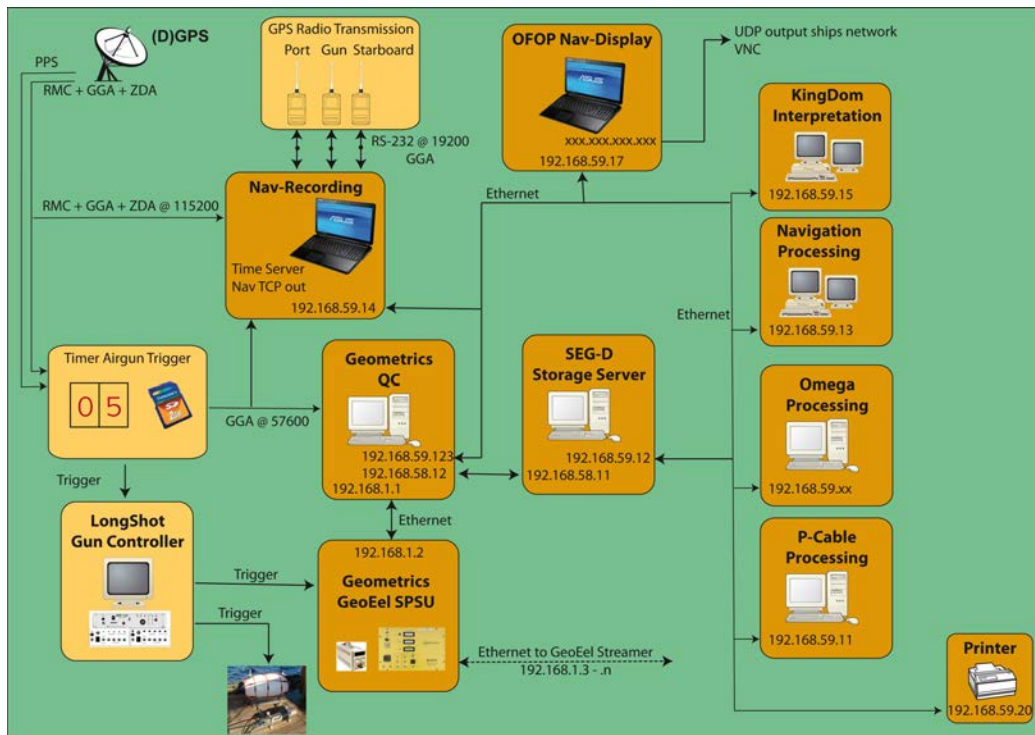 (D)GPS
PPS
RMC + GGA + ZDA
GPS Radio Transmission
Port Gun Starboard
RS-232 @ 19200
GGA
OFOP Nav-Display
ASUS
xxx.xxx.xxx.xxx
192.168.59.17
UDP output ships network
VNC
KingDom
Interpretation
192.168.59.15
Nav-Recording
ASUS
Time Server
Nav TCP out
192.168.59.14
RMC + GGA + ZDA @ 115200
Ethernet
Navigation
Processing
192.168.59.13
Ethernet
Timer Airgun Trigger
05
GGA @ 57600
Geometrics
QC
192.168.59.123
192.168.58.12
192.168.1.1
SEG-D
Storage Server
192.168.59.12
192.168.58.11
Omega
Processing
192.168.59.xx
Trigger
LongShot
Gun Controller
Trigger
Trigger
Ethernet
192.168.1.2
Geometrics
GeoEel SPSU
Ethernet to GeoEel Streamer
192.168.1.3 - .n
P-Cable
Processing
192.168.59.11
Printer
192.168.59.20